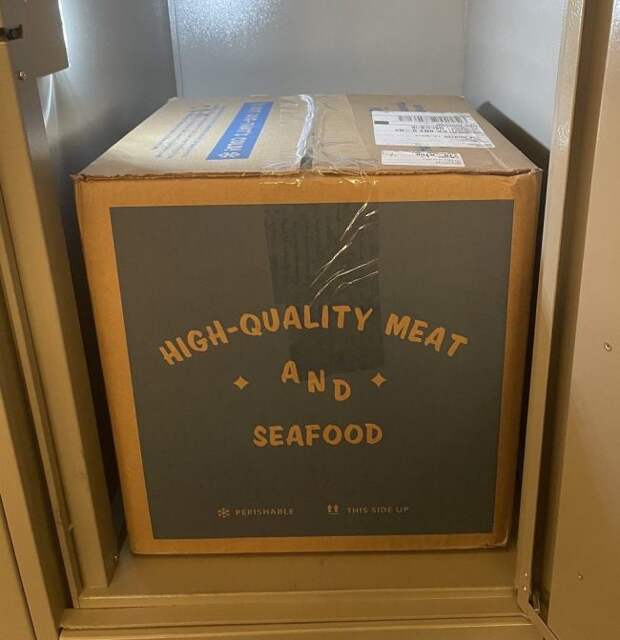 HIGH-QUALITY MEAT
AND
SEAFOOD
PERISHABLE
THIS SIDE UP